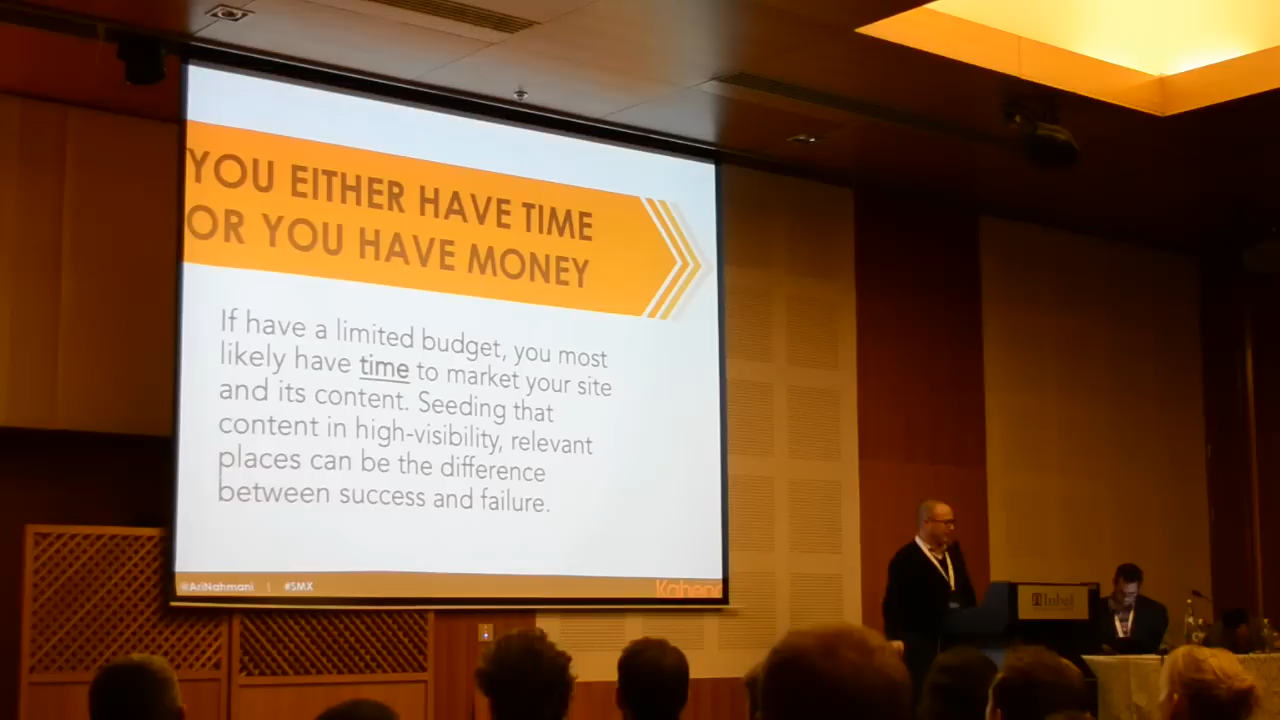 YOU EITHER HAVE TIME
OR YOU HAVE MONEY
If have a limited budget, you most
likely have time to market your site
and its content. Seeding that
content in high-visibility, relevant
places can be the difference
between success and failure.
@AriNahmani | #SMX
Inbal